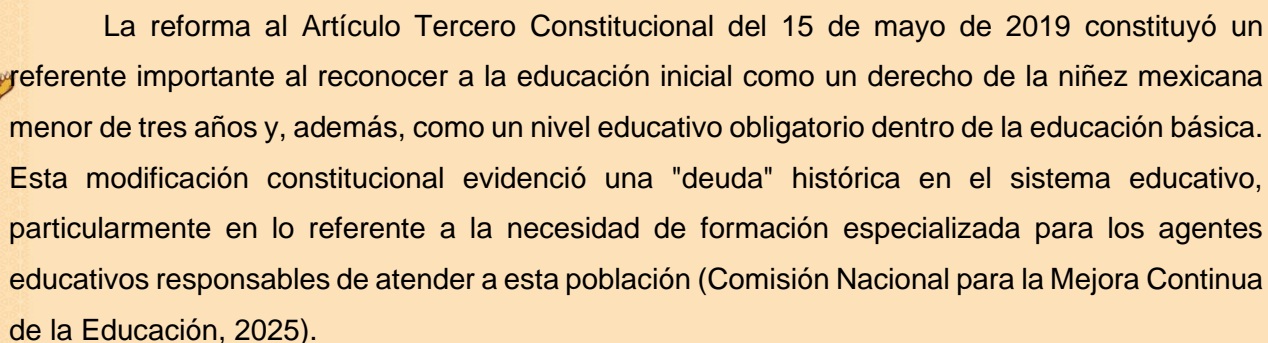 La reforma al Artículo Tercero Constitucional del 15 de mayo de 2019 constituyó un
referente importante al reconocer a la educación inicial como un derecho de la niñez mexicana
menor de tres años y, además, como un nivel educativo obligatorio dentro de la educación básica.
Esta modificación constitucional evidenció una "deuda" histórica en el sistema educativo,
particularmente en lo referente a la necesidad de formación especializada para los agentes
educativos responsables de atender a esta población (Comisión Nacional para la Mejora Continua
de la Educación, 2025).